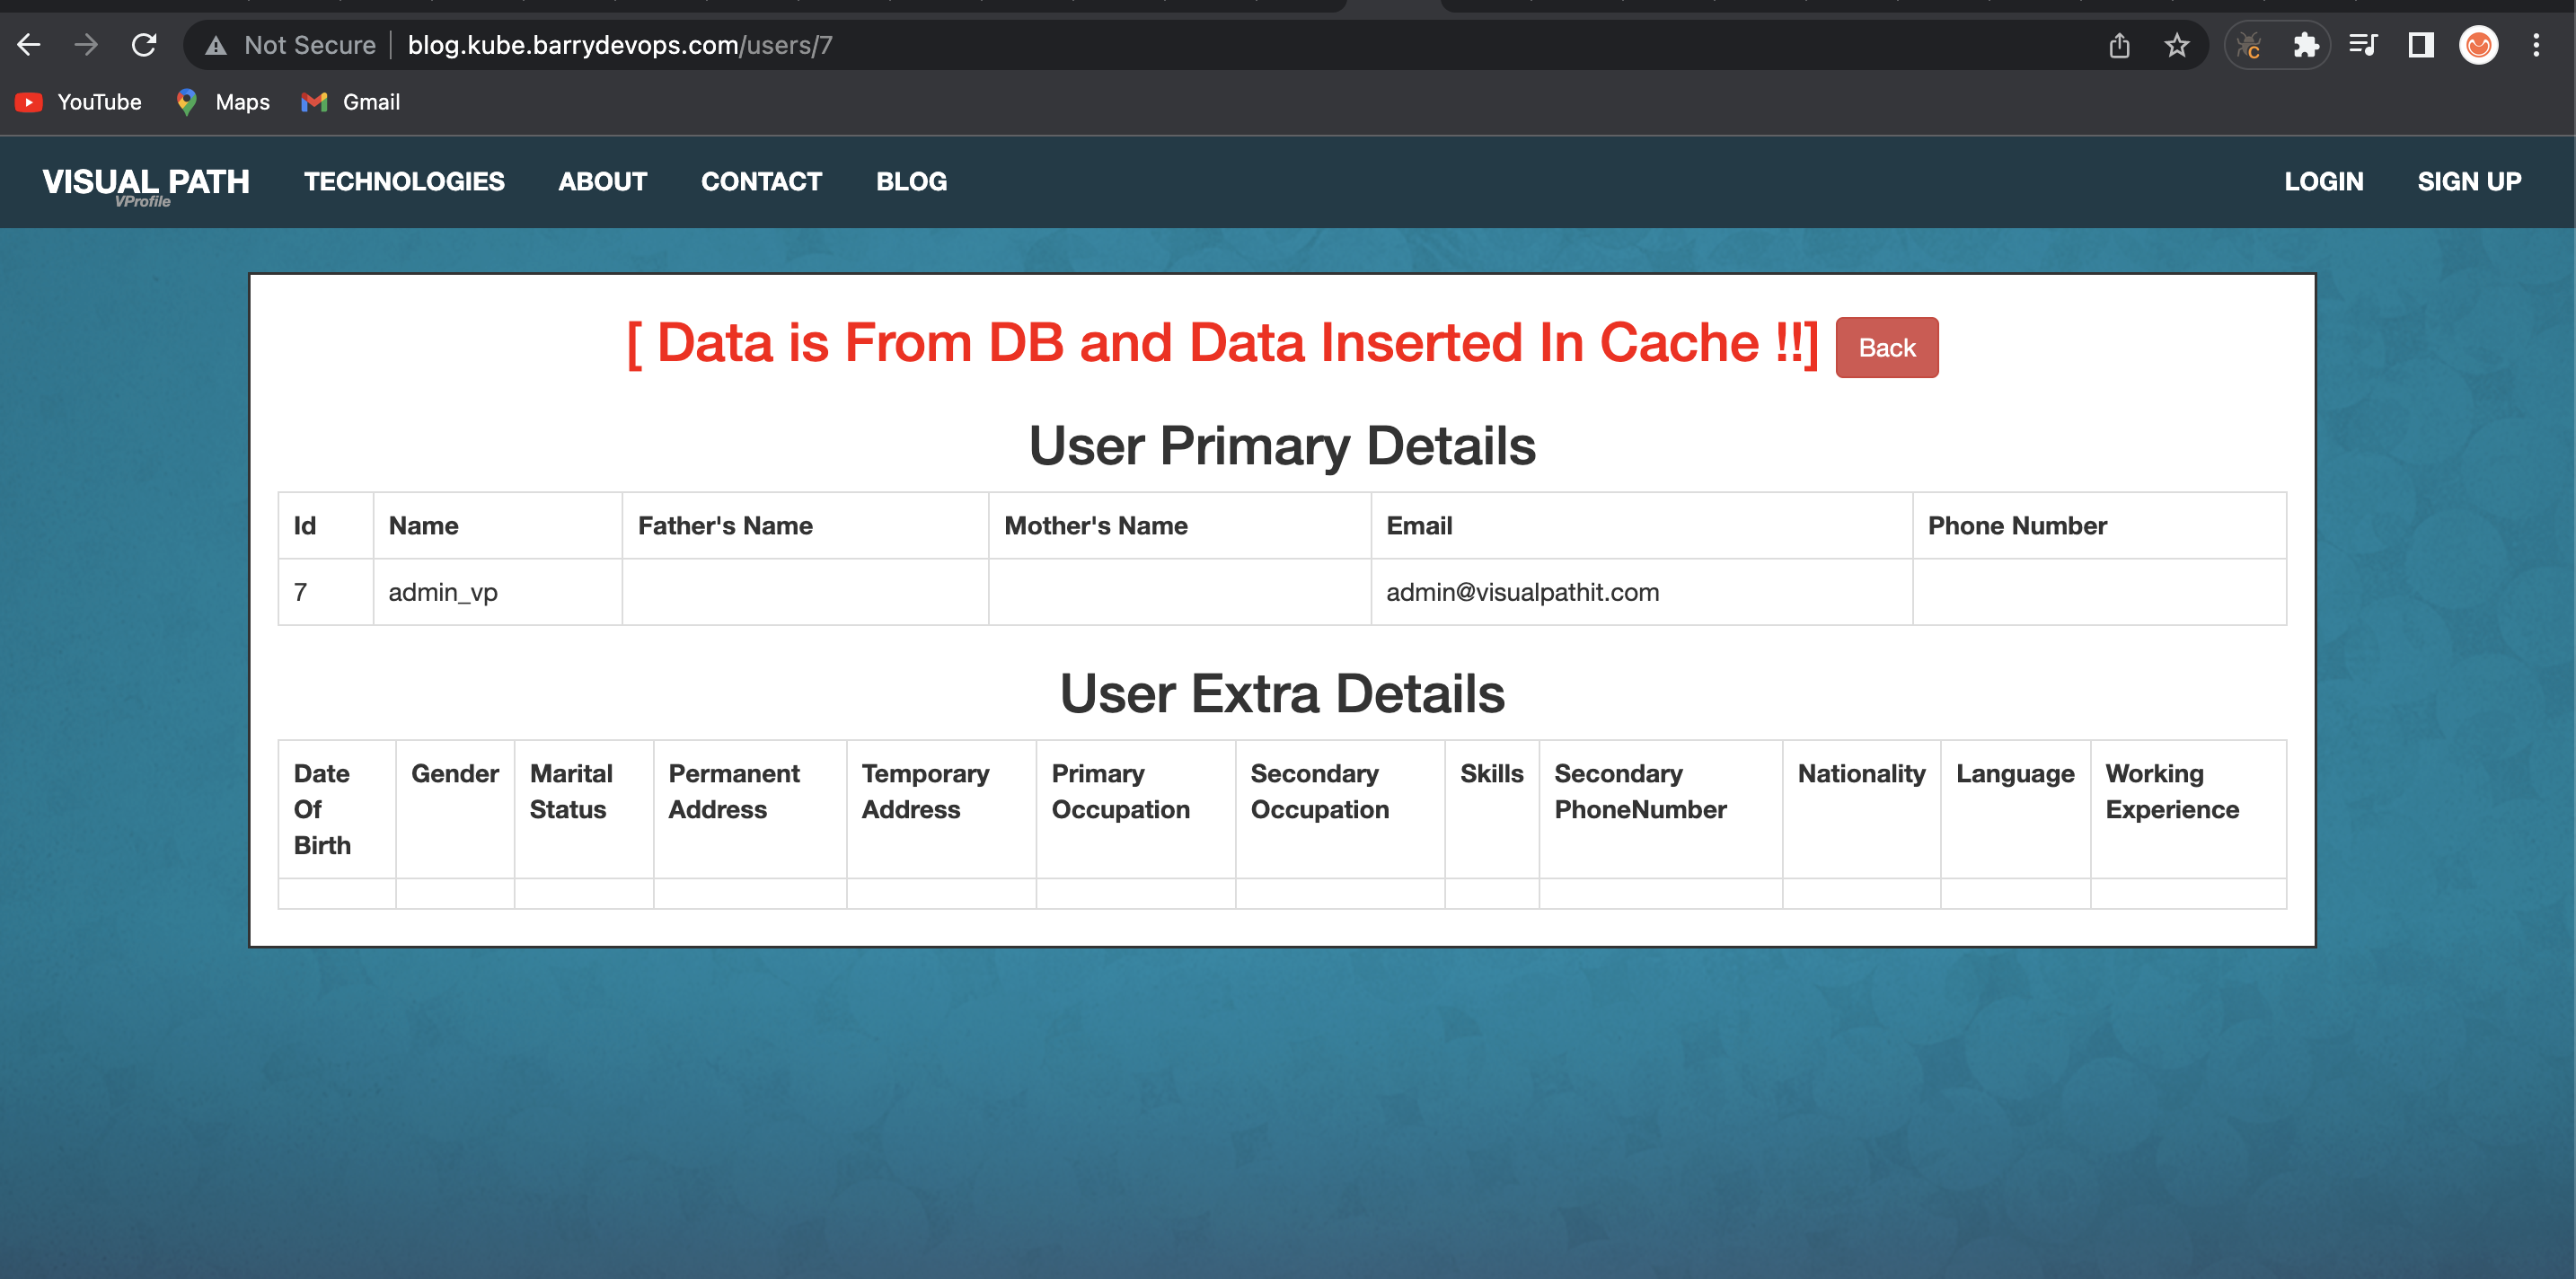 Not Secure | blog.kube.barrydevops.com/users/7
YouTube Maps Gmail
VISUAL PATH TECHNOLOGIES ABOUT CONTACT BLOG LOGIN SIGN UP
VProfile
[ Data is From DB and Data Inserted In Cache !!] Back
User Primary Details
Id Name Father's Name Mother's Name Email Phone Number
7 admin_vp admin@visualpathit.com
User Extra Details
Date Of Birth Gender Marital Status Permanent Address Temporary Address Primary Occupation Secondary Occupation Skills Secondary PhoneNumber Nationality Language Working Experience